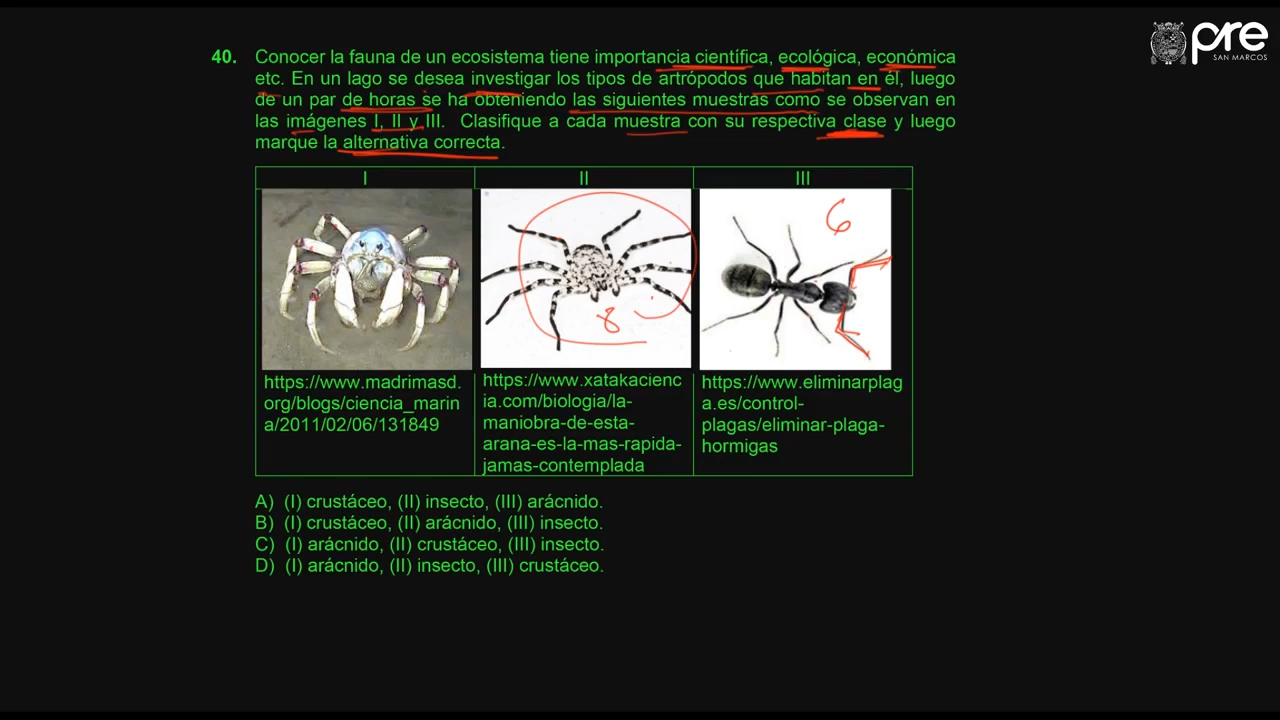 pre
SAN MARCOS
40. Conocer la fauna de un ecosistema tiene importancia científica, ecológica, económica
etc. En un lago se desea investigar los tipos de artrópodos que habitan en él, luego
de un par de horas se ha obteniendo las siguientes muestras como se observan en
las imágenes I, II y III. Clasifique a cada muestra con su respectiva clase y luego
marque la alternativa correcta.
I II III
8 6
https://www.madrimasd.
org/blogs/ciencia_marin
a/2011/02/06/131849
https://www.xatakacienc
ia.com/biologia/la-
maniobra-de-esta-
arana-es-la-mas-rapida-
jamas-contemplada
https://www.eliminarplag
a.es/control-
plagas/eliminar-plaga-
hormigas
A) (I) crustáceo, (II) insecto, (III) arácnido.
B) (I) crustáceo, (II) arácnido, (III) insecto.
C) (I) arácnido, (II) crustáceo, (III) insecto.
D) (I) arácnido, (II) insecto, (III) crustáceo.